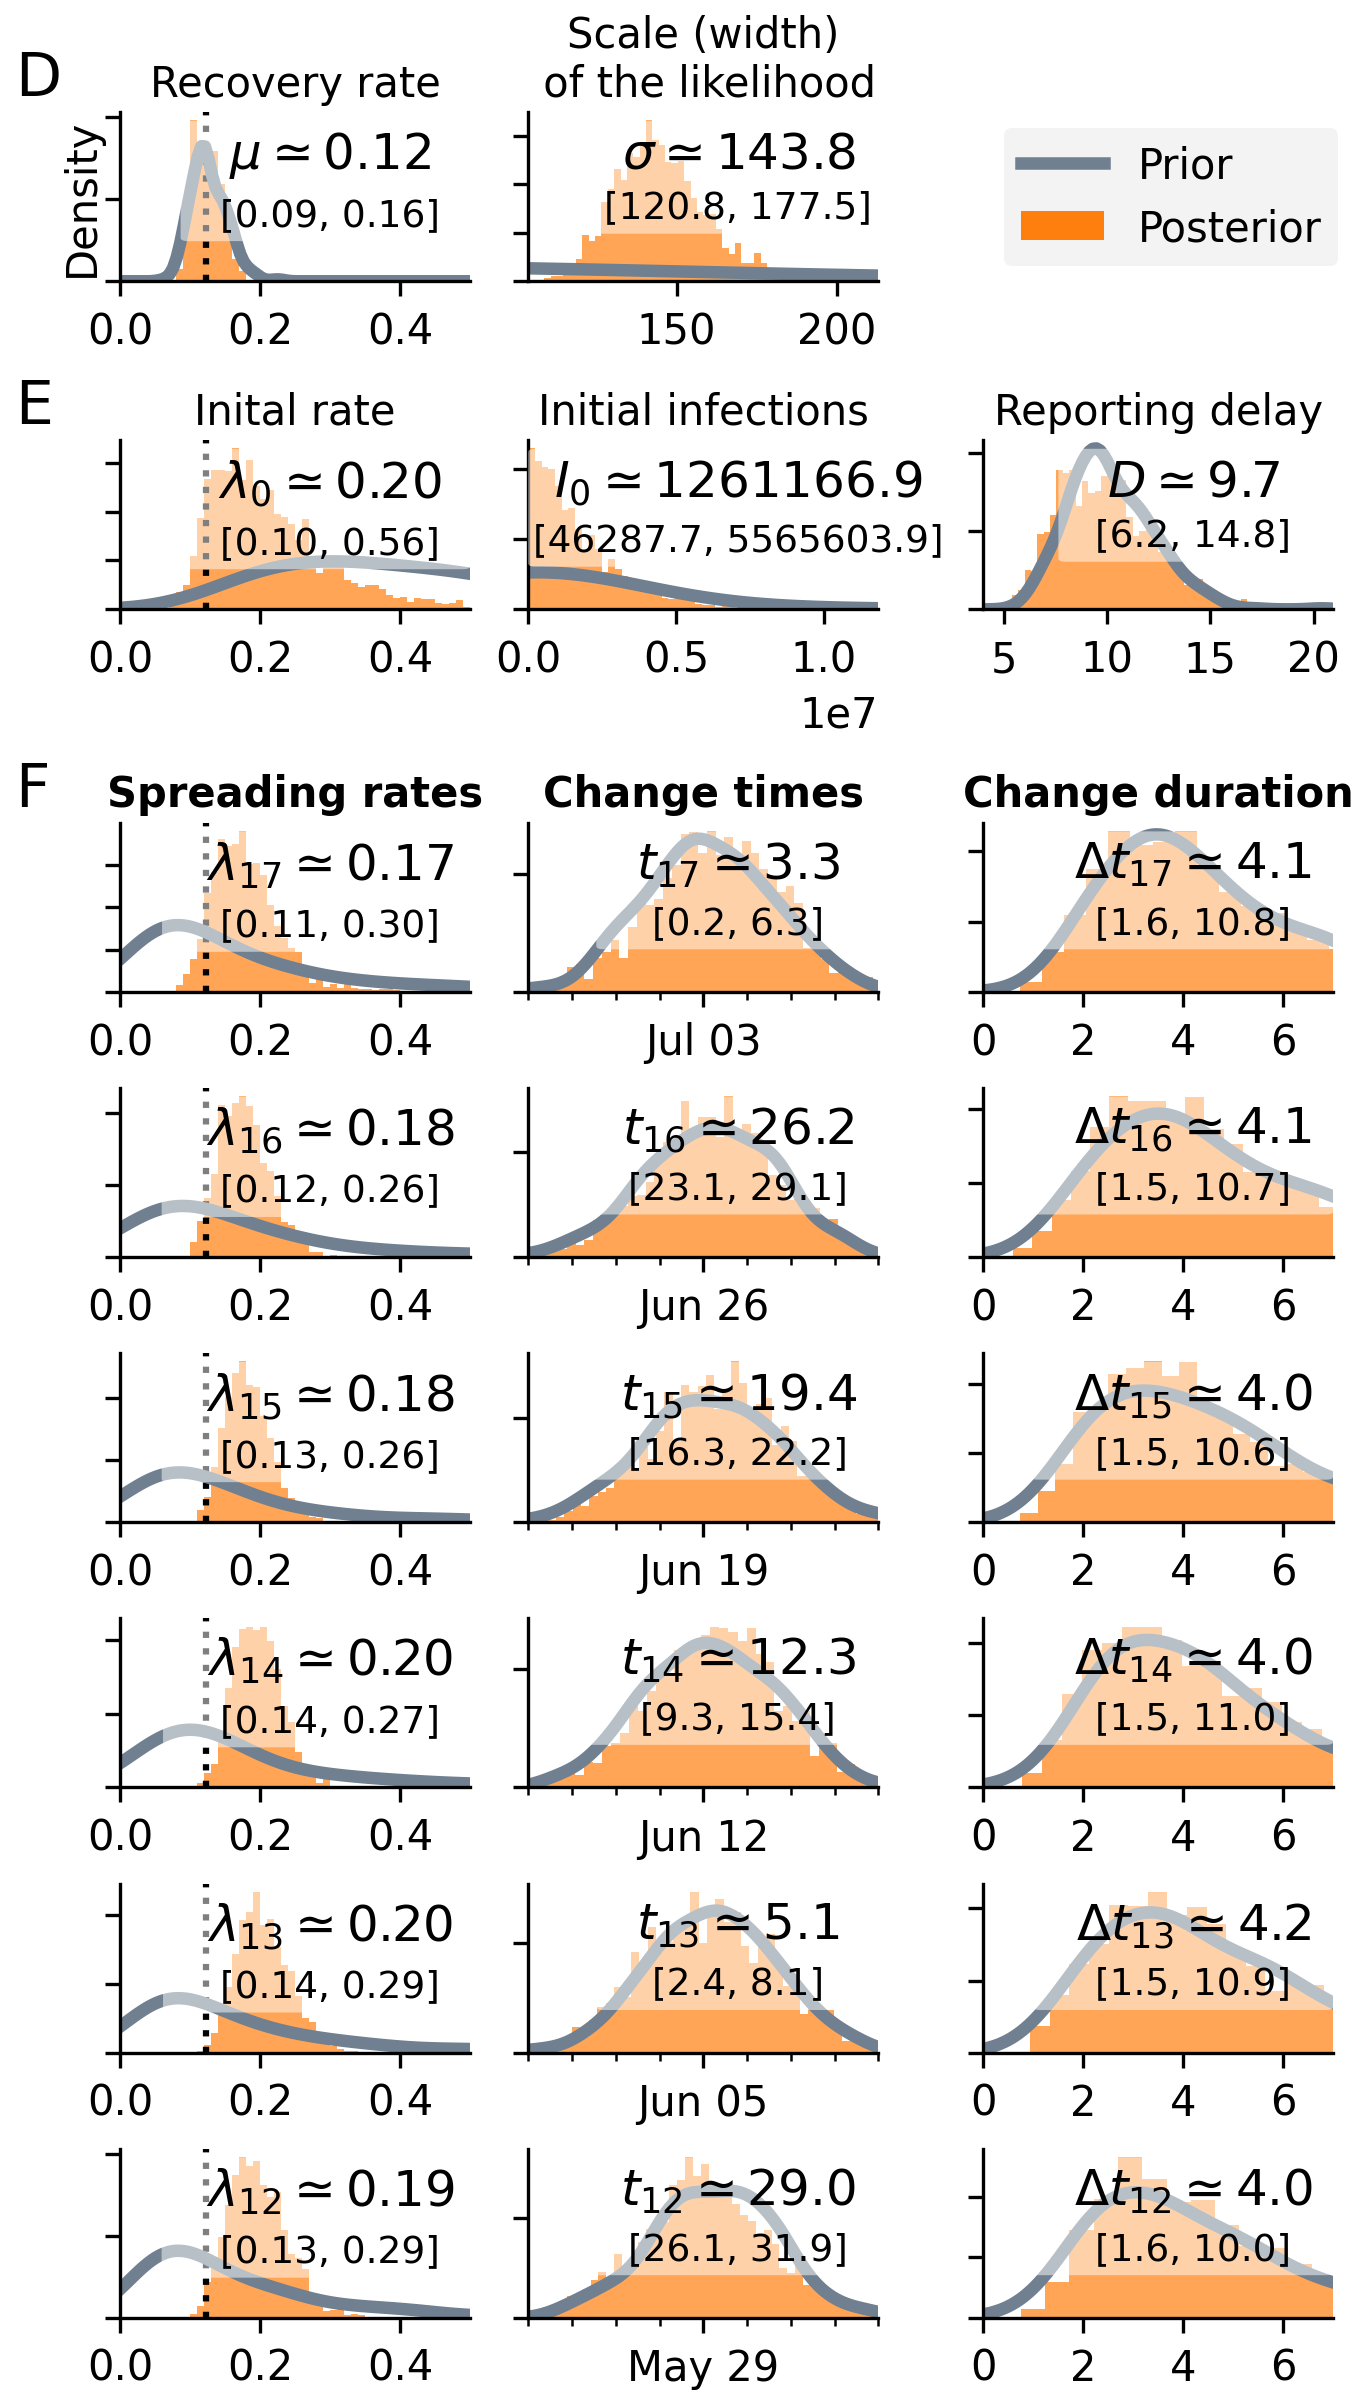 D
Recovery rate
Scale (width)
of the likelihood
Density
μ ≃ 0.12
[0.09, 0.16]
σ ≃ 143.8
[120.8, 177.5]
Prior
Posterior
0.0 0.2 0.4
150 200
E
Inital rate
Initial infections
Reporting delay
λ0 ≃ 0.20
[0.10, 0.56]
I0 ≃ 1261166.9
[46287.7, 5565603.9]
D ≃ 9.7
[6.2, 14.8]
0.0 0.2 0.4
0.0 0.5 1.0
1e7
5 10 15 20
F
Spreading rates
Change times
Change duration
λ17 ≃ 0.17
[0.11, 0.30]
t17 ≃ 3.3
[0.2, 6.3]
Δt17 ≃ 4.1
[1.6, 10.8]
0.0 0.2 0.4
Jul 03
0 2 4 6
λ16 ≃ 0.18
[0.12, 0.26]
t16 ≃ 26.2
[23.1, 29.1]
Δt16 ≃ 4.1
[1.5, 10.7]
0.0 0.2 0.4
Jun 26
0 2 4 6
λ15 ≃ 0.18
[0.13, 0.26]
t15 ≃ 19.4
[16.3, 22.2]
Δt15 ≃ 4.0
[1.5, 10.6]
0.0 0.2 0.4
Jun 19
0 2 4 6
λ14 ≃ 0.20
[0.14, 0.27]
t14 ≃ 12.3
[9.3, 15.4]
Δt14 ≃ 4.0
[1.5, 11.0]
0.0 0.2 0.4
Jun 12
0 2 4 6
λ13 ≃ 0.20
[0.14, 0.29]
t13 ≃ 5.1
[2.4, 8.1]
Δt13 ≃ 4.2
[1.5, 10.9]
0.0 0.2 0.4
Jun 05
0 2 4 6
λ12 ≃ 0.19
[0.13, 0.29]
t12 ≃ 29.0
[26.1, 31.9]
Δt12 ≃ 4.0
[1.6, 10.0]
0.0 0.2 0.4
May 29
0 2 4 6